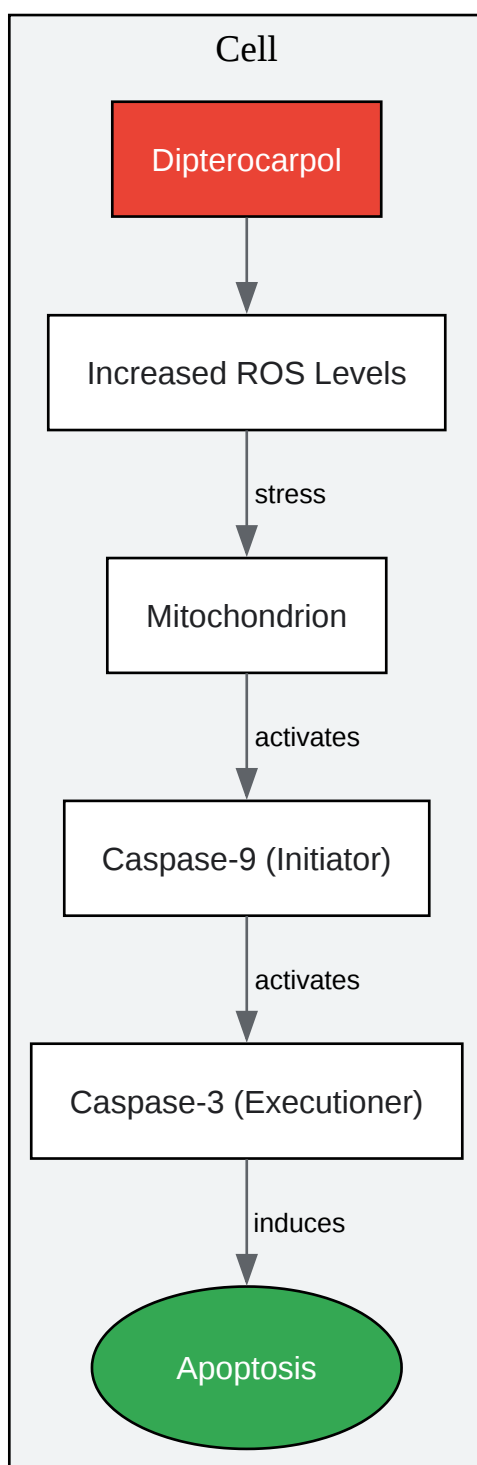 Cell
Dipterocarpol
Increased ROS Levels
stress
Mitochondrion
activates
Caspase-9 (Initiator)
activates
Caspase-3 (Executioner)
induces
Apoptosis